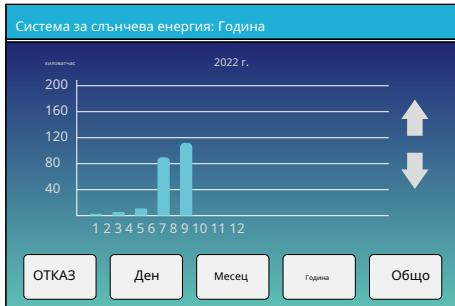 Система за слънчева енергия: Година
киловатчас
2022 г.
200
160
120
80
40
1 2 3 4 5 6 7 8 9 10 11 12
ОТКАЗ
Ден
Месец
Година
Общо